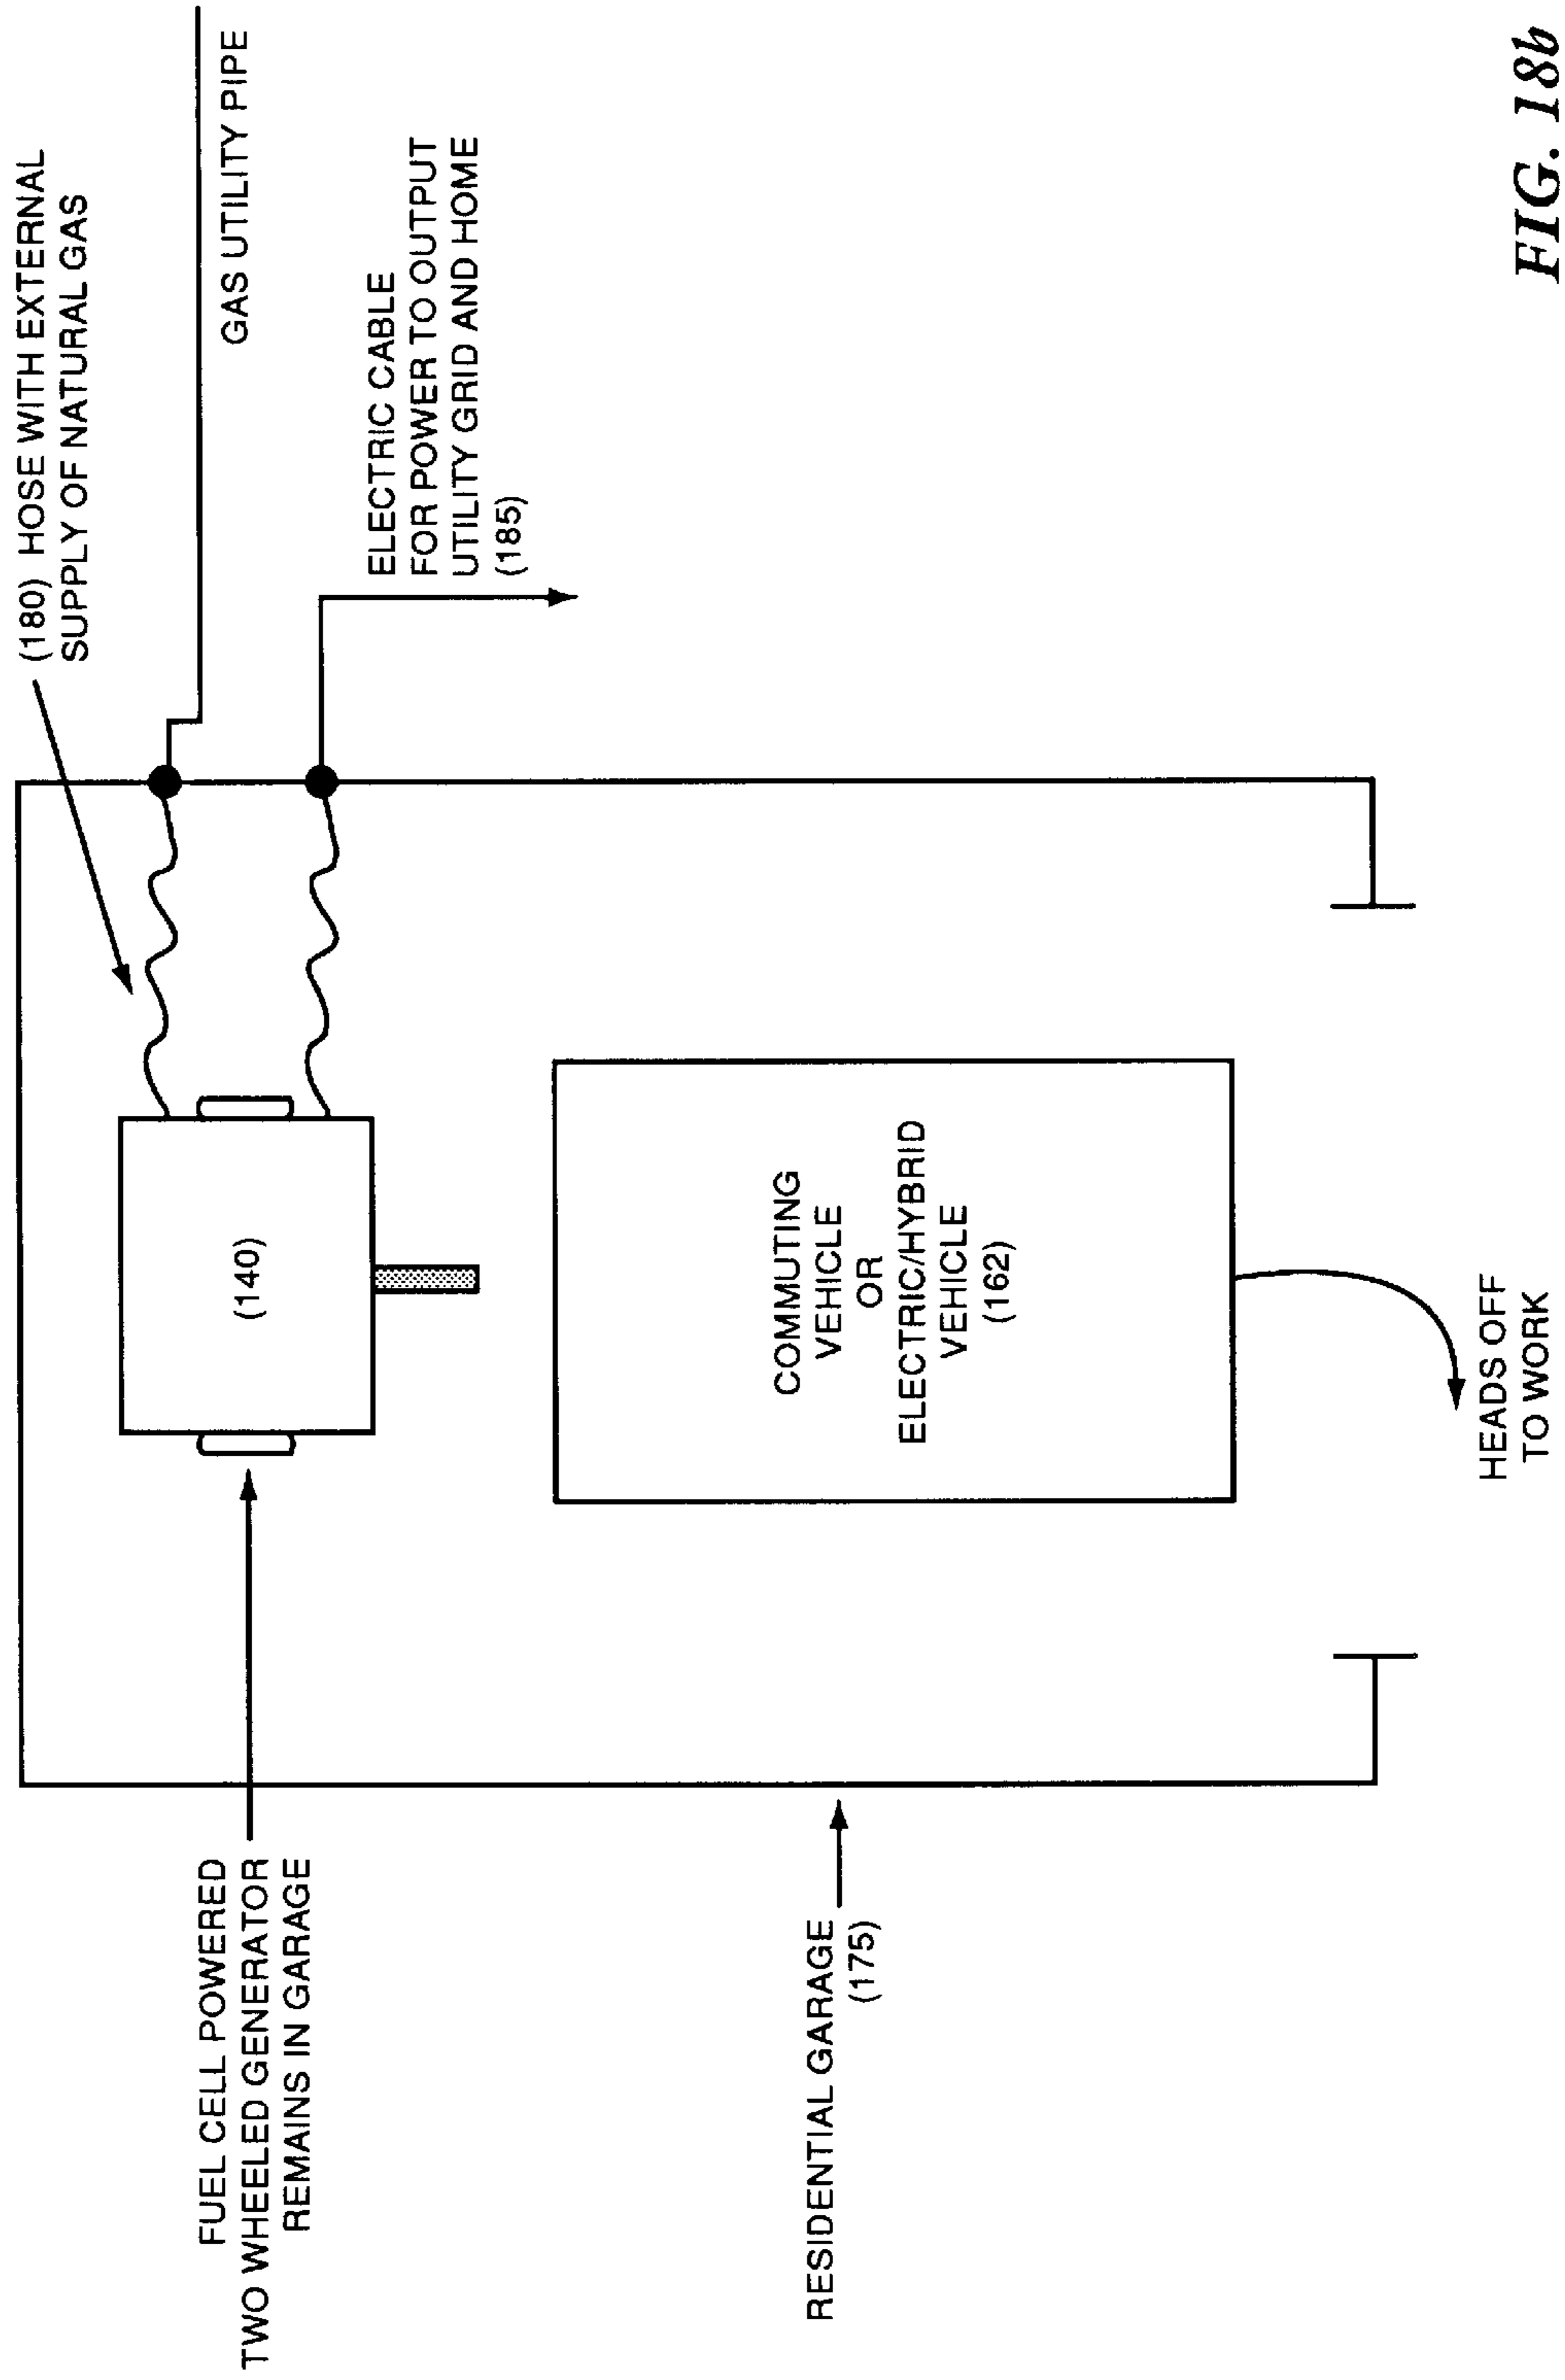 (180) HOSE WITH EXTERNAL
SUPPLY OF NATURAL GAS
GAS UTILITY PIPE
ELECTRIC CABLE
FOR POWER TO OUTPUT
UTILITY GRID AND HOME
(185)
FUEL CELL POWERED
TWO WHEELED GENERATOR
REMAINS IN GARAGE
(140)
COMMUTING
VEHICLE
OR
ELECTRIC/HYBRID
VEHICLE
(162)
RESIDENTIAL GARAGE
(175)
HEADS OFF
TO WORK
FIG. 18b